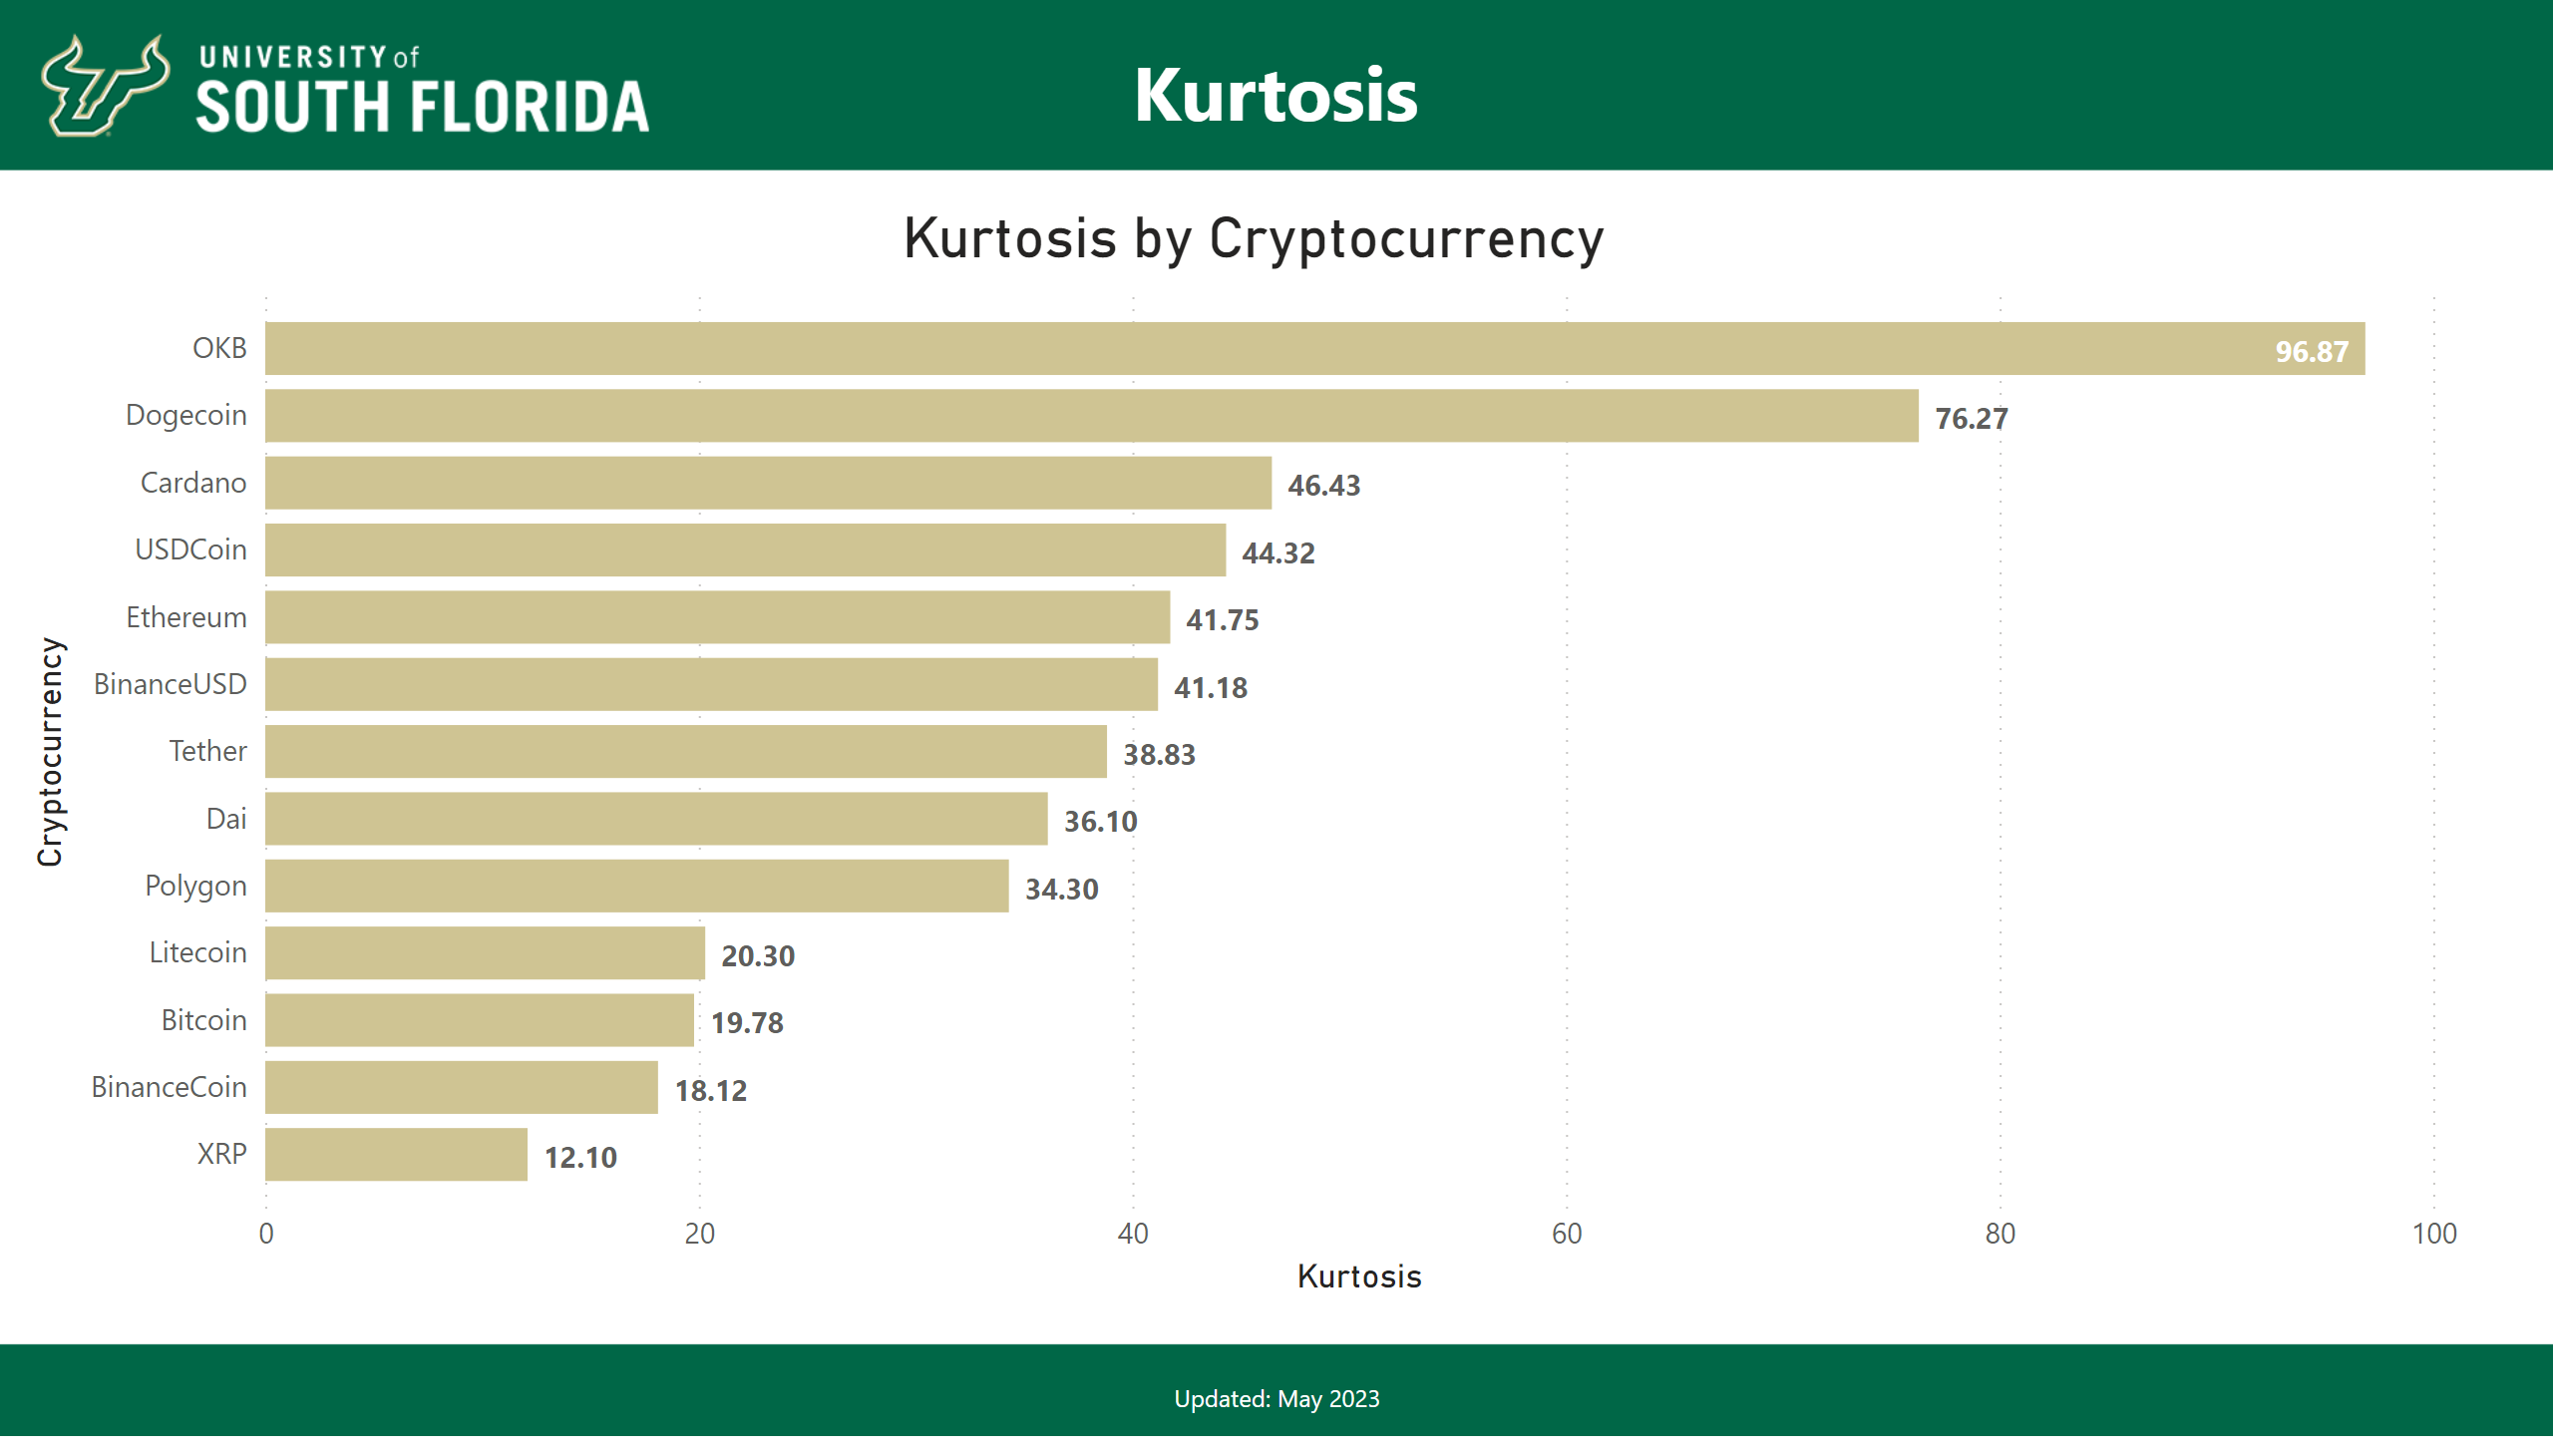 UNIVERSITY of
SOUTH FLORIDA
Kurtosis
Kurtosis by Cryptocurrency
Cryptocurrency
OKB 96.87
Dogecoin 76.27
Cardano 46.43
USDCoin 44.32
Ethereum 41.75
BinanceUSD 41.18
Tether 38.83
Dai 36.10
Polygon 34.30
Litecoin 20.30
Bitcoin 19.78
BinanceCoin 18.12
XRP 12.10
0 20 40 60 80 100
Kurtosis
Updated: May 2023